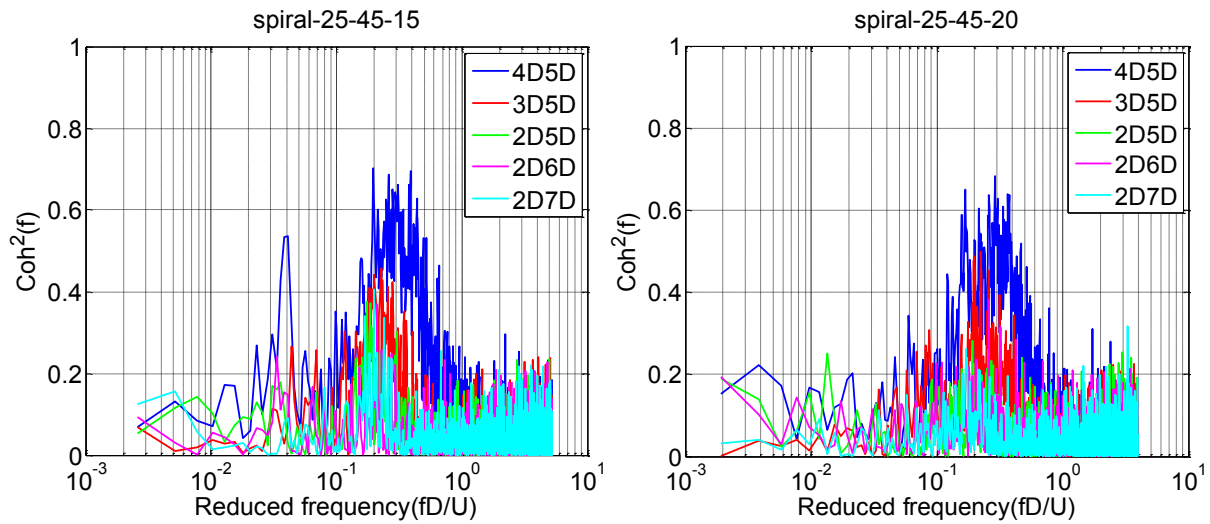 spiral-25-45-15
1
0.8
0.6
0.4
0.2
0
Coh²(f)
4D5D
3D5D
2D5D
2D6D
2D7D
10⁻³ 10⁻² 10⁻¹ 10⁰ 10¹
Reduced frequency(fD/U)
spiral-25-45-20
1
0.8
0.6
0.4
0.2
0
Coh²(f)
4D5D
3D5D
2D5D
2D6D
2D7D
10⁻³ 10⁻² 10⁻¹ 10⁰ 10¹
Reduced frequency(fD/U)